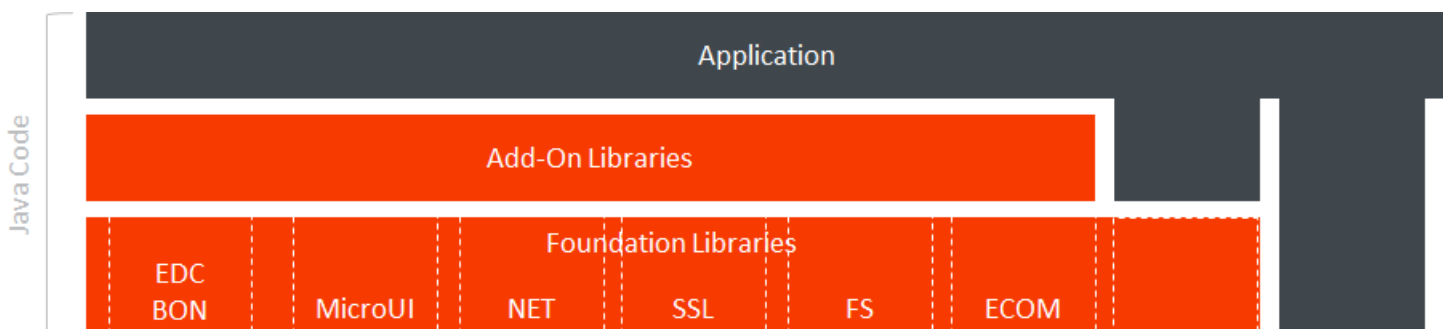 Application
Java Code
Add-On Libraries
Foundation Libraries
EDC
BON
MicroUI
NET
SSL
FS
ECOM